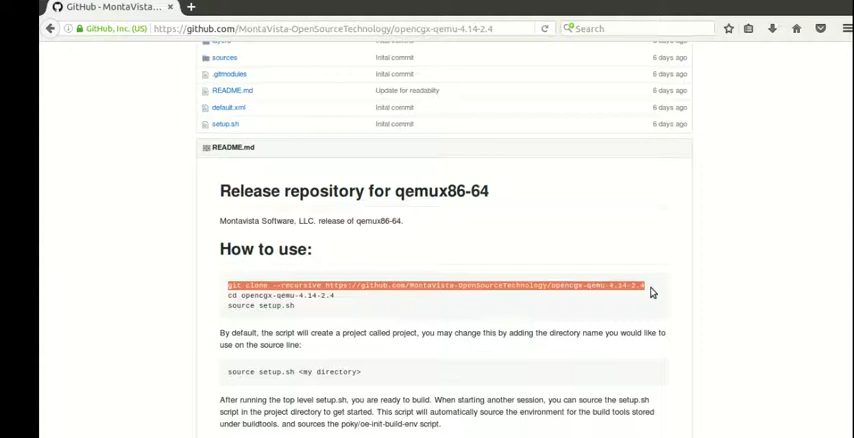 GitHub - MontaVista...
GitHub, Inc. (US) https://github.com/MontaVista-OpenSourceTechnology/opencgx-qemu-4.14-2.4
Search
Inital commit 6 days ago
sources Inital commit 6 days ago
.gitmodules Inital commit 6 days ago
README.md Update for readability 6 days ago
default.xml Inital commit 6 days ago
setup.sh Inital commit 6 days ago
README.md
Release repository for qemux86-64
Montavista Software, LLC. release of qemux86-64.
How to use:
git clone --recursive https://github.com/MontaVista-OpenSourceTechnology/opencgx-qemu-4.14-2.4
cd opencgx-qemu-4.14-2.4
source setup.sh
By default, the script will create a project called project, you may change this by adding the directory name you would like to
use on the source line:
source setup.sh <my directory>
After running the top level setup.sh, you are ready to build. When starting another session, you can source the setup.sh
script in the project directory to get started. This script will automatically source the environment for the build tools stored
under buildtools, and sources the poky/oe-init-build-env script.